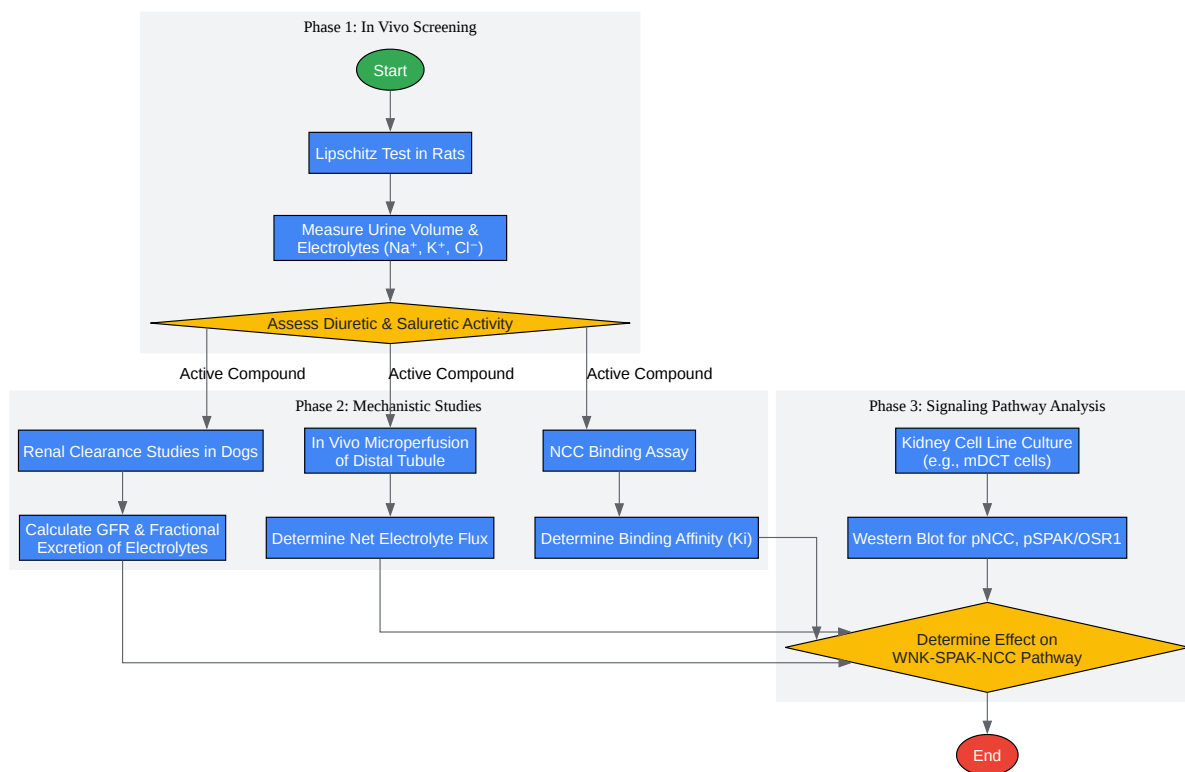 Phase 1: In Vivo Screening
Start
Lipschitz Test in Rats
Measure Urine Volume &
Electrolytes (Na⁺, K⁺, Cl⁻)
Assess Diuretic & Saluretic Activity
Active Compound
Active Compound
Active Compound
Phase 2: Mechanistic Studies
Renal Clearance Studies in Dogs
In Vivo Microperfusion
of Distal Tubule
NCC Binding Assay
Calculate GFR & Fractional
Excretion of Electrolytes
Determine Net Electrolyte Flux
Determine Binding Affinity (Ki)
Phase 3: Signaling Pathway Analysis
Kidney Cell Line Culture
(e.g., mDCT cells)
Western Blot for pNCC, pSPAK/OSR1
Determine Effect on
WNK-SPAK-NCC Pathway
End